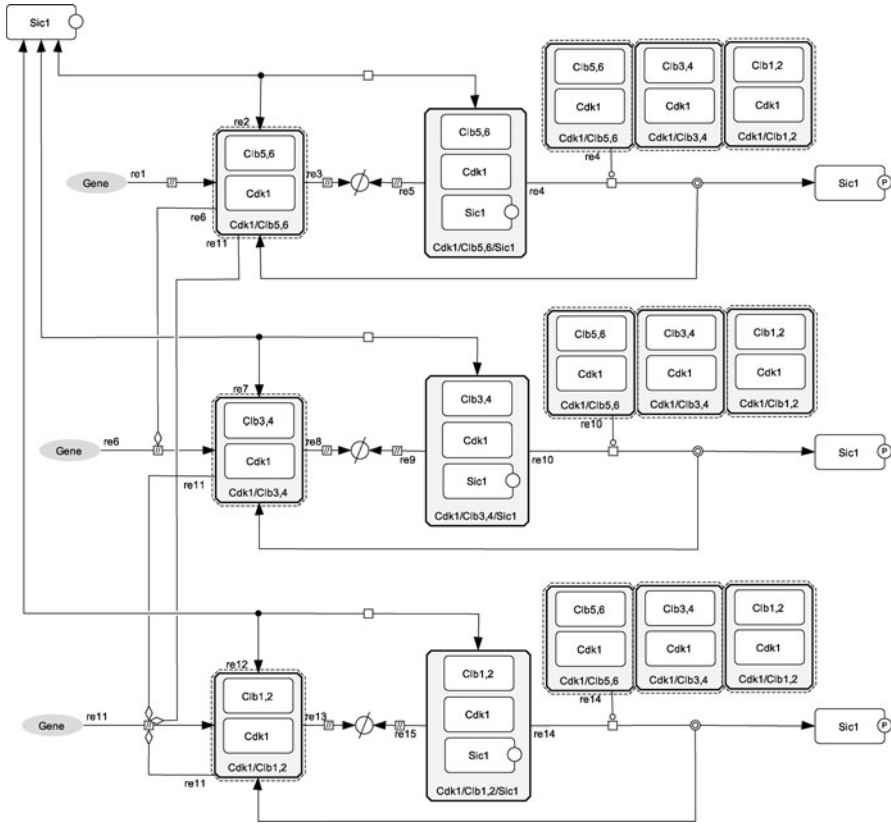 Sic1
Clb5,6
Clb3,4
Clb1,2
Cdk1
Cdk1
Cdk1
Cdk1/Clb5,6
Cdk1/Clb3,4
Cdk1/Clb1,2
re4
re2
Clb5,6
Cdk1
Cdk1/Clb5,6
Clb5,6
Cdk1
Sic1
Cdk1/Clb5,6/Sic1
Gene
re1
re3
re5
re4
Sic1
P
re6
re11
Clb5,6
Clb3,4
Clb1,2
Cdk1
Cdk1
Cdk1
Cdk1/Clb5,6
Cdk1/Clb3,4
Cdk1/Clb1,2
re10
re7
Clb3,4
Cdk1
Cdk1/Clb3,4
Clb3,4
Cdk1
Sic1
Cdk1/Clb3,4/Sic1
Gene
re6
re8
re9
re10
Sic1
P
re11
Clb5,6
Clb3,4
Clb1,2
Cdk1
Cdk1
Cdk1
Cdk1/Clb5,6
Cdk1/Clb3,4
Cdk1/Clb1,2
re14
re12
Clb1,2
Cdk1
Cdk1/Clb1,2
Clb1,2
Cdk1
Sic1
Cdk1/Clb1,2/Sic1
Gene
re11
re13
re15
re14
Sic1
P
re11